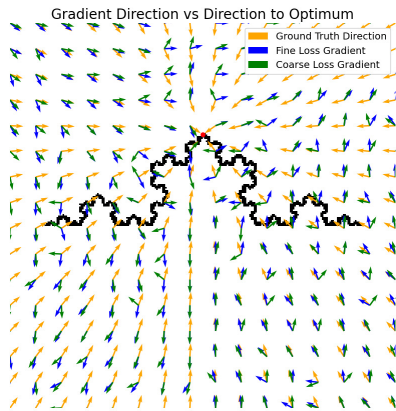 Gradient Direction vs Direction to Optimum
Ground Truth Direction
Fine Loss Gradient
Coarse Loss Gradient